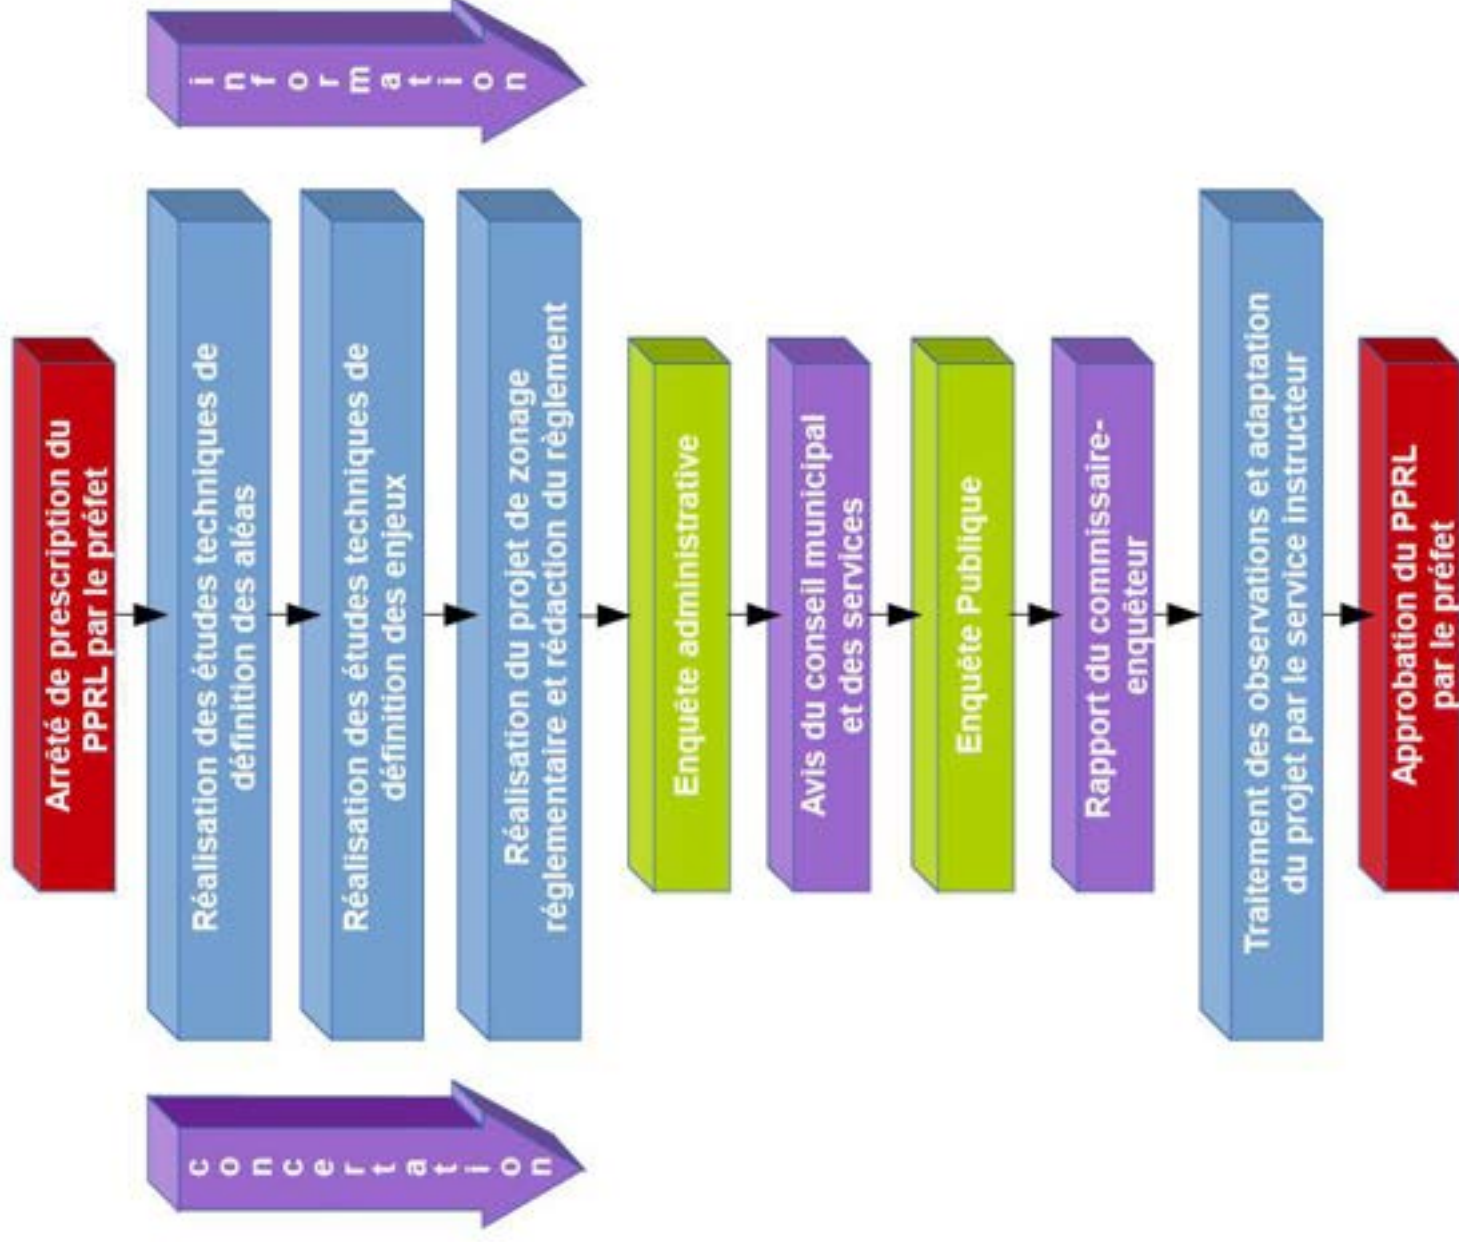 Arrêté de prescription du
PPRL par le préfet
concertation
information
Réalisation des études techniques de
définition des aléas
Réalisation des études techniques de
définition des enjeux
Réalisation du projet de zonage
réglementaire et rédaction du règlement
Enquête administrative
Avis du conseil municipal
et des services
Enquête Publique
Rapport du commissaire-
enquêteur
Traitement des observations et adaptation
du projet par le service instructeur
Approbation du PPRL
par le préfet